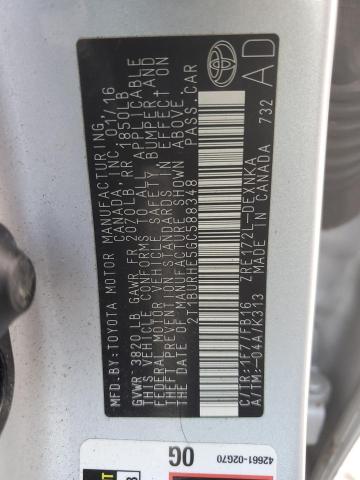 MFD.BY:TOYOTA MOTOR MANUFACTURING,
CANADA, INC. 01/16
GVWR 3820LB GAWR FR 2070LB RR 1850LB
THIS VEHICLE CONFORMS TO ALL APPLICABLE
FEDERAL MOTOR VEHICLE SAFETY, BUMPER, AND
THEFT PREVENTION STANDARDS IN EFFECT ON
THE DATE OF MANUFACTURE SHOWN ABOVE.
2T1BURHE5GC588348 PASS.CAR
C/TR:1F7/FB16 ZRE172L-DEXNKA
A/TM:-04A/K313 MADE IN CANADA 732
AD
42661-02G70
0G